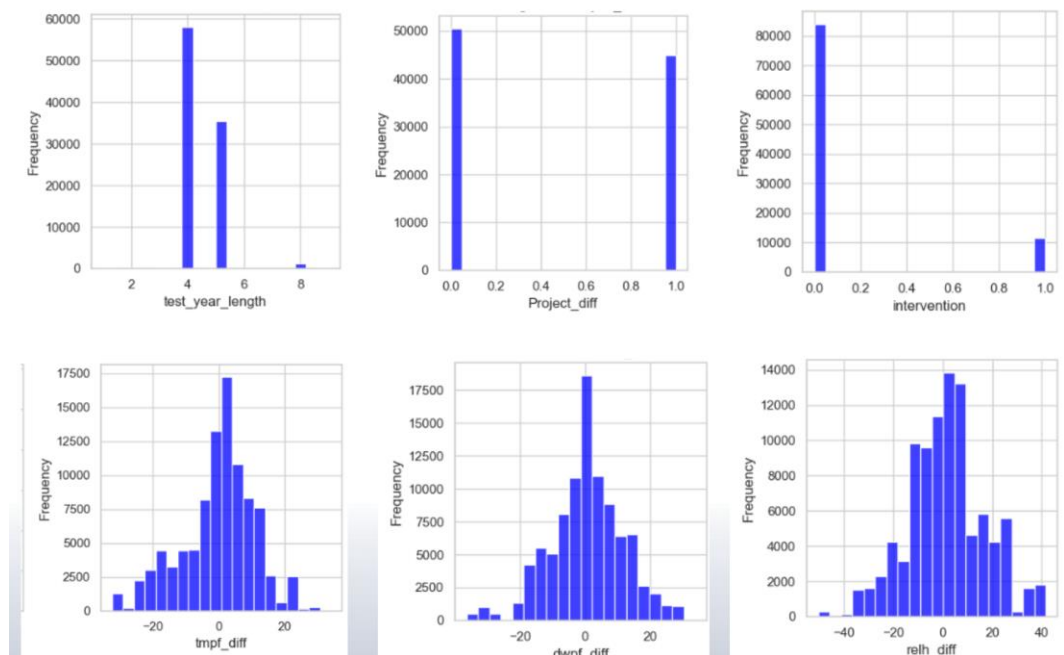 60000
50000
40000
30000
20000
10000
0
Frequency
2 4 6 8
test_year_length
50000
40000
30000
20000
10000
0
Frequency
0.0 0.2 0.4 0.6 0.8 1.0
Project_diff
80000
70000
60000
50000
40000
30000
20000
10000
0
Frequency
0.0 0.2 0.4 0.6 0.8 1.0
intervention
17500
15000
12500
10000
7500
5000
2500
0
Frequency
−20 0 20
tmpf_diff
17500
15000
12500
10000
7500
5000
2500
0
Frequency
−20 0 20
dwpf_diff
14000
12000
10000
8000
6000
4000
2000
0
Frequency
−40 −20 0 20 40
relh_diff